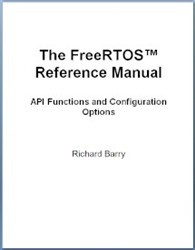 The FreeRTOS™
Reference Manual
API Functions and Configuration
Options
Richard Barry